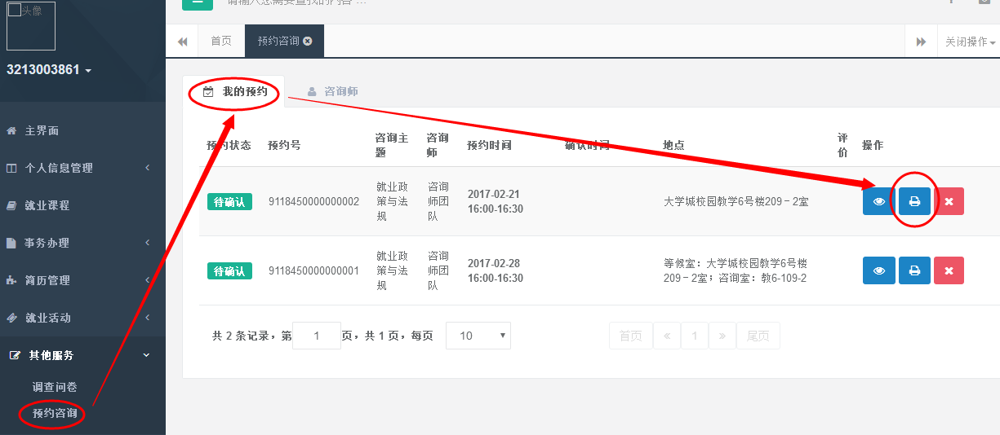 头像
请输入您需要查找的内容 …
3213003861
首页
预约咨询
关闭操作
主界面
个人信息管理
就业课程
事务办理
简历管理
就业活动
其他服务
调查问卷
预约咨询
我的预约
咨询师
预约状态 预约号 咨询主题 咨询师 预约时间 确认时间 地点 评价 操作
待确认 9118450000000002 就业政策与法规 咨询师团队 2017-02-21 16:00-16:30 大学城校园教学6号楼209－2室
待确认 9118450000000001 就业政策与法规 咨询师团队 2017-02-28 16:00-16:30 等候室：大学城校园教学6号楼209－2室；咨询室：教6-109-2
共 2 条记录，第 1 页，共 1 页，每页 10
首页 « 1 » 尾页